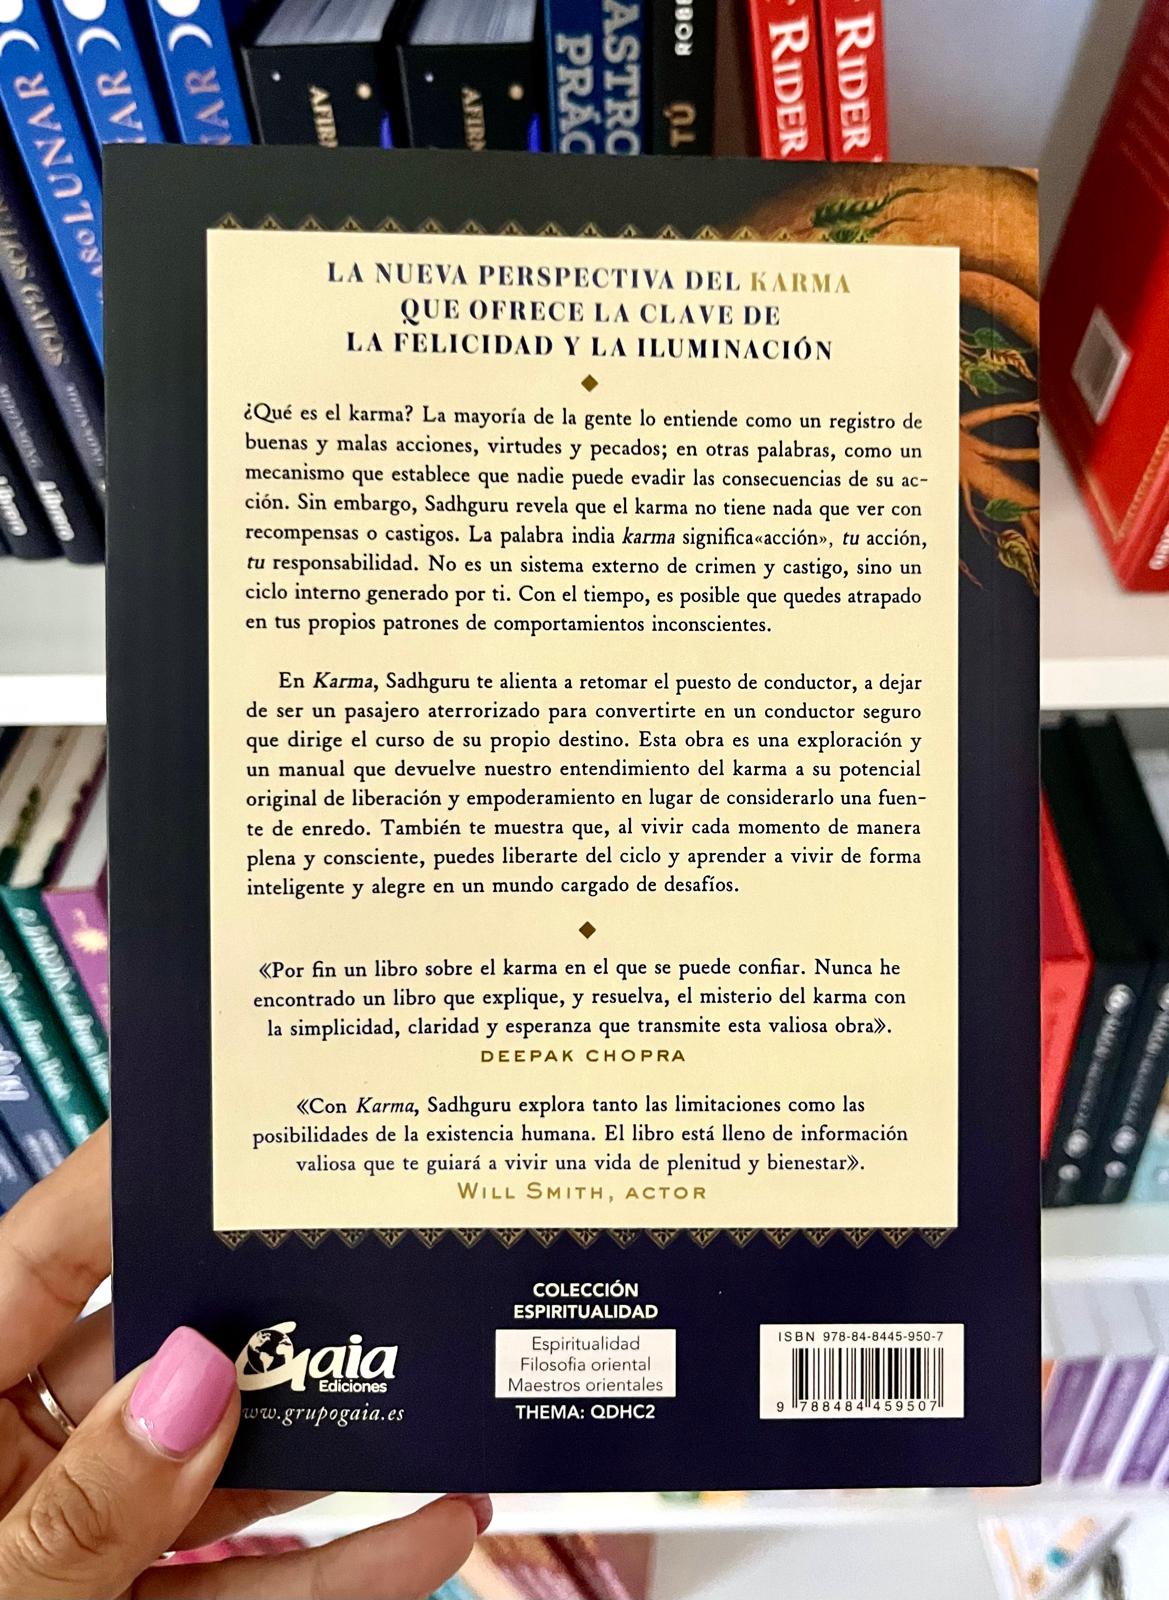 LUNAR
LUNAR
NAR
ASTRO
PRÁC
TÚ
ROBE
RIDER
RIDER
LA NUEVA PERSPECTIVA DEL KARMA
QUE OFRECE LA CLAVE DE
LA FELICIDAD Y LA ILUMINACIÓN
¿Qué es el karma? La mayoría de la gente lo entiende como un registro de
buenas y malas acciones, virtudes y pecados; en otras palabras, como un
mecanismo que establece que nadie puede evadir las consecuencias de su ac-
ción. Sin embargo, Sadhguru revela que el karma no tiene nada que ver con
recompensas o castigos. La palabra india karma significa«acción», tu acción,
tu responsabilidad. No es un sistema externo de crimen y castigo, sino un
ciclo interno generado por ti. Con el tiempo, es posible que quedes atrapado
en tus propios patrones de comportamientos inconscientes.
En Karma, Sadhguru te alienta a retomar el puesto de conductor, a dejar
de ser un pasajero aterrorizado para convertirte en un conductor seguro
que dirige el curso de su propio destino. Esta obra es una exploración y
un manual que devuelve nuestro entendimiento del karma a su potencial
original de liberación y empoderamiento en lugar de considerarlo una fuen-
te de enredo. También te muestra que, al vivir cada momento de manera
plena y consciente, puedes liberarte del ciclo y aprender a vivir de forma
inteligente y alegre en un mundo cargado de desafíos.
«Por fin un libro sobre el karma en el que se puede confiar. Nunca he
encontrado un libro que explique, y resuelva, el misterio del karma con
la simplicidad, claridad y esperanza que transmite esta valiosa obra».
DEEPAK CHOPRA
«Con Karma, Sadhguru explora tanto las limitaciones como las
posibilidades de la existencia humana. El libro está lleno de información
valiosa que te guiará a vivir una vida de plenitud y bienestar».
WILL SMITH, ACTOR
Gaia
Ediciones
www.grupogaia.es
COLECCIÓN
ESPIRITUALIDAD
Espiritualidad
Filosofia oriental
Maestros orientales
THEMA: QDHC2
ISBN 978-84-8445-950-7
9 788484 459507